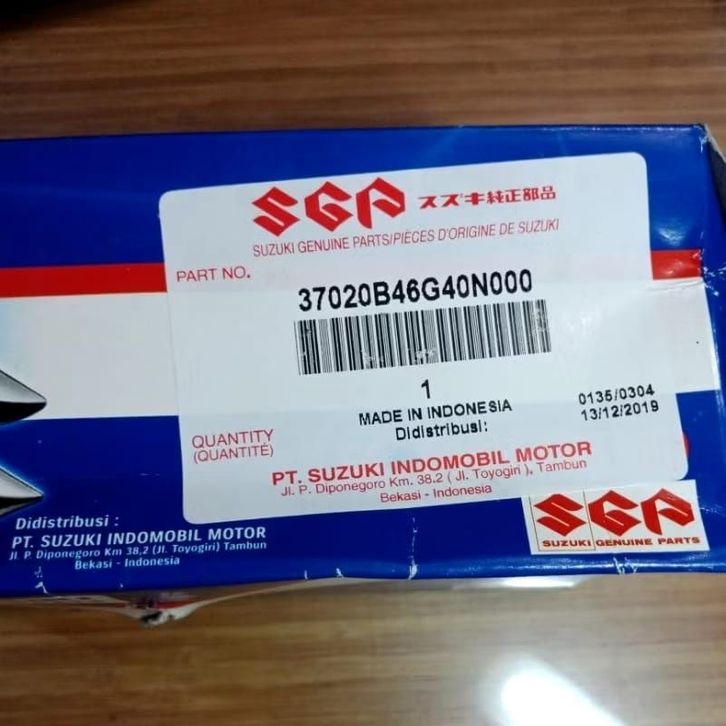 SGP スズキ純正部品
SUZUKI GENUINE PARTS/PIÈCES D'ORIGINE DE SUZUKI
PART NO.
37020B46G40N000
1
MADE IN INDONESIA
Didistribusi:
0135/0304
13/12/2019
QUANTITY
(QUANTITÉ)
PT. SUZUKI INDOMOBIL MOTOR
Jl. P. Diponegoro Km. 38.2 ( Jl. Toyogiri ), Tambun
Bekasi - Indonesia
SGP
SUZUKI GENUINE PARTS
Didistribusi :
PT. SUZUKI INDOMOBIL MOTOR
Jl. P. Diponegoro Km 38,2 (Jl. Toyogiri) Tambun
Bekasi - Indonesia